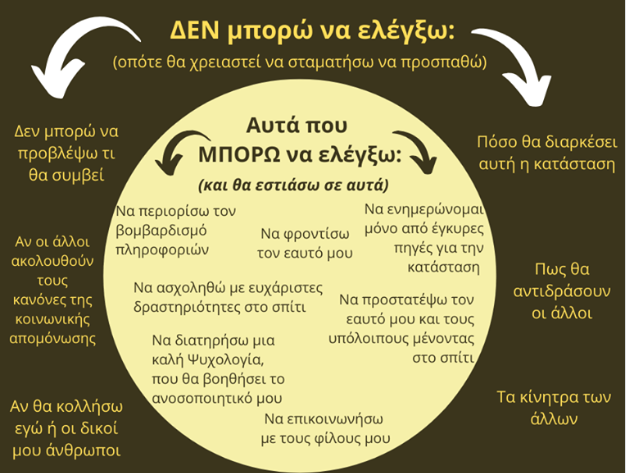 ΔΕΝ μπορώ να ελέγξω:
(οπότε θα χρειαστεί να σταματήσω να προσπαθώ)
Δεν μπορώ να
προβλέψω τι
θα συμβεί
Αν οι άλλοι
ακολουθούν
τους
κανόνες της
κοινωνικής
απομόνωσης
Αν θα κολλήσω
εγώ ή οι δικοί
μου άνθρωποι
Αυτά που
ΜΠΟΡΩ να ελέγξω:
(και θα εστιάσω σε αυτά)
Να περιορίσω τον
βομβαρδισμό
πληροφοριών
Να φροντίσω
τον εαυτό μου
Να ενημερώνομαι
μόνο από έγκυρες
πηγές για την
κατάσταση
Να ασχοληθώ με ευχάριστες
δραστηριότητες στο σπίτι
Να προστατέψω τον
εαυτό μου και τους
υπόλοιπους μένοντας
στο σπίτι
Να διατηρήσω μια
καλή Ψυχολογία,
που θα βοηθήσει το
ανοσοποιητικό μου
Να επικοινωνήσω
με τους φίλους μου
Πόσο θα διαρκέσει
αυτή η κατάσταση
Πως θα
αντιδράσουν
οι άλλοι
Τα κίνητρα των
άλλων